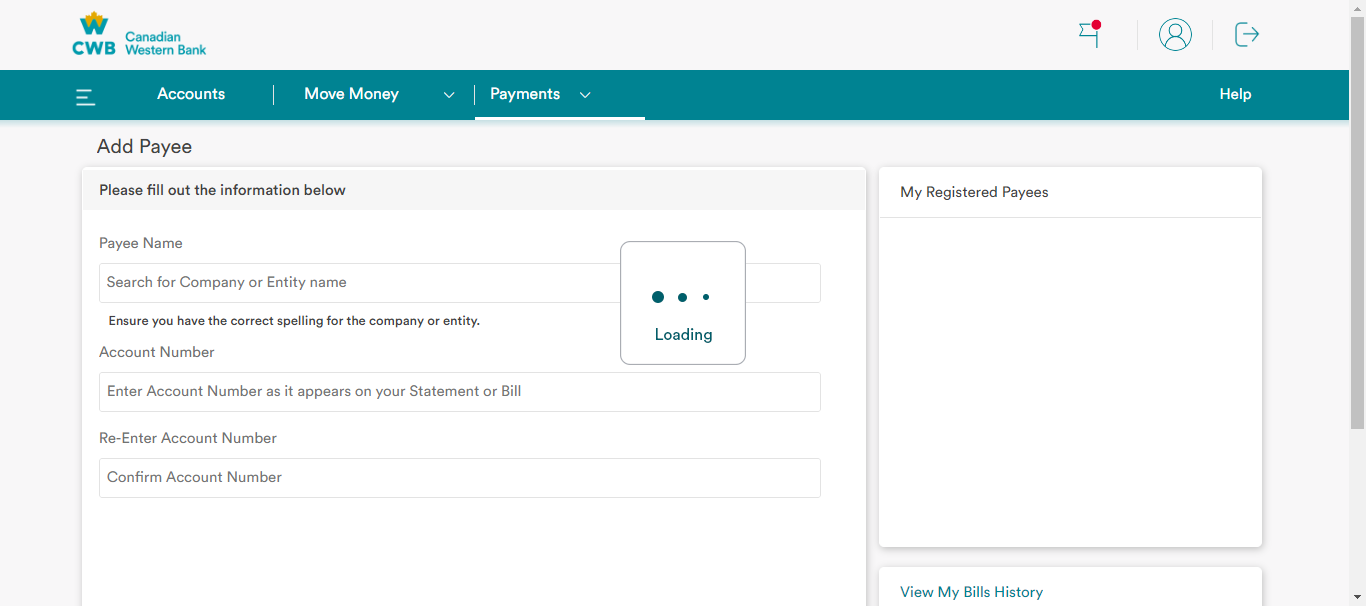 CWB Canadian
Western Bank
Accounts Move Money Payments Help
Add Payee
Please fill out the information below
Payee Name
Search for Company or Entity name
Ensure you have the correct spelling for the company or entity.
Account Number
Enter Account Number as it appears on your Statement or Bill
Re-Enter Account Number
Confirm Account Number
Loading
My Registered Payees
View My Bills History